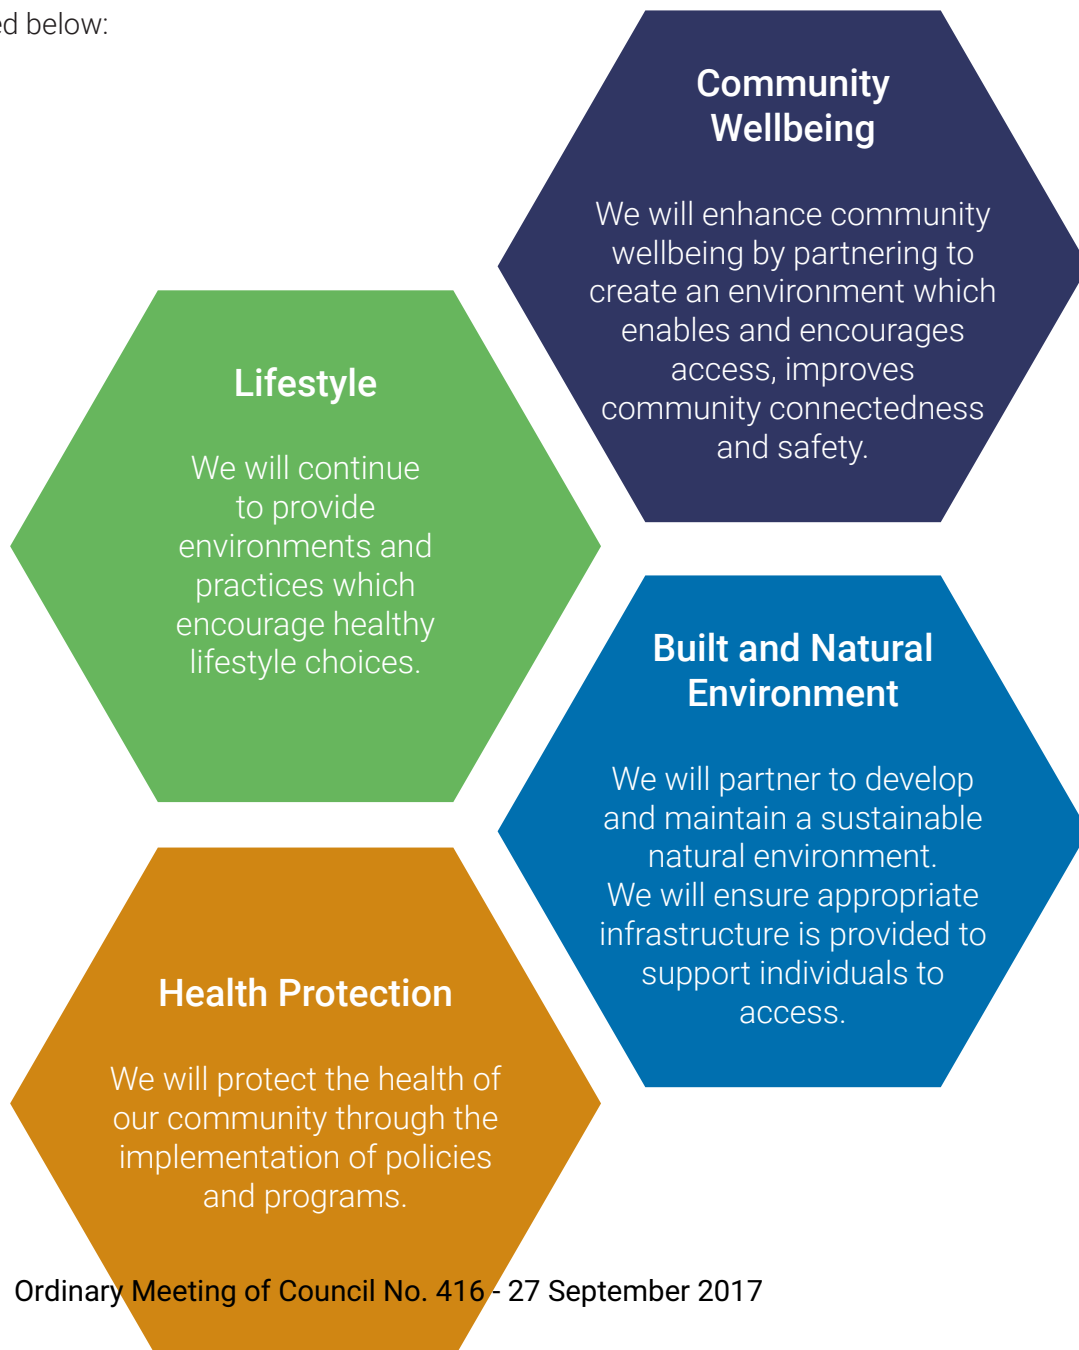 ed below:
Community
Wellbeing
We will enhance community
wellbeing by partnering to
create an environment which
enables and encourages
access, improves
community connectedness
and safety.
Lifestyle
We will continue
to provide
environments and
practices which
encourage healthy
lifestyle choices.
Built and Natural
Environment
We will partner to develop
and maintain a sustainable
natural environment.
We will ensure appropriate
infrastructure is provided to
support individuals to
access.
Health Protection
We will protect the health of
our community through the
implementation of policies
and programs.
Ordinary Meeting of Council No. 416 - 27 September 2017